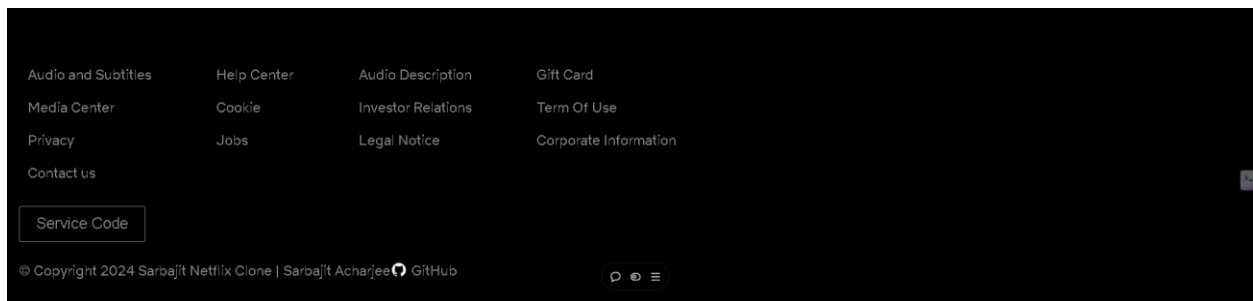 Audio and Subtitles Help Center Audio Description Gift Card
Media Center Cookie Investor Relations Term Of Use
Privacy Jobs Legal Notice Corporate Information
Contact us
Service Code
© Copyright 2024 Sarbajit Netflix Clone | Sarbajit Acharjee GitHub